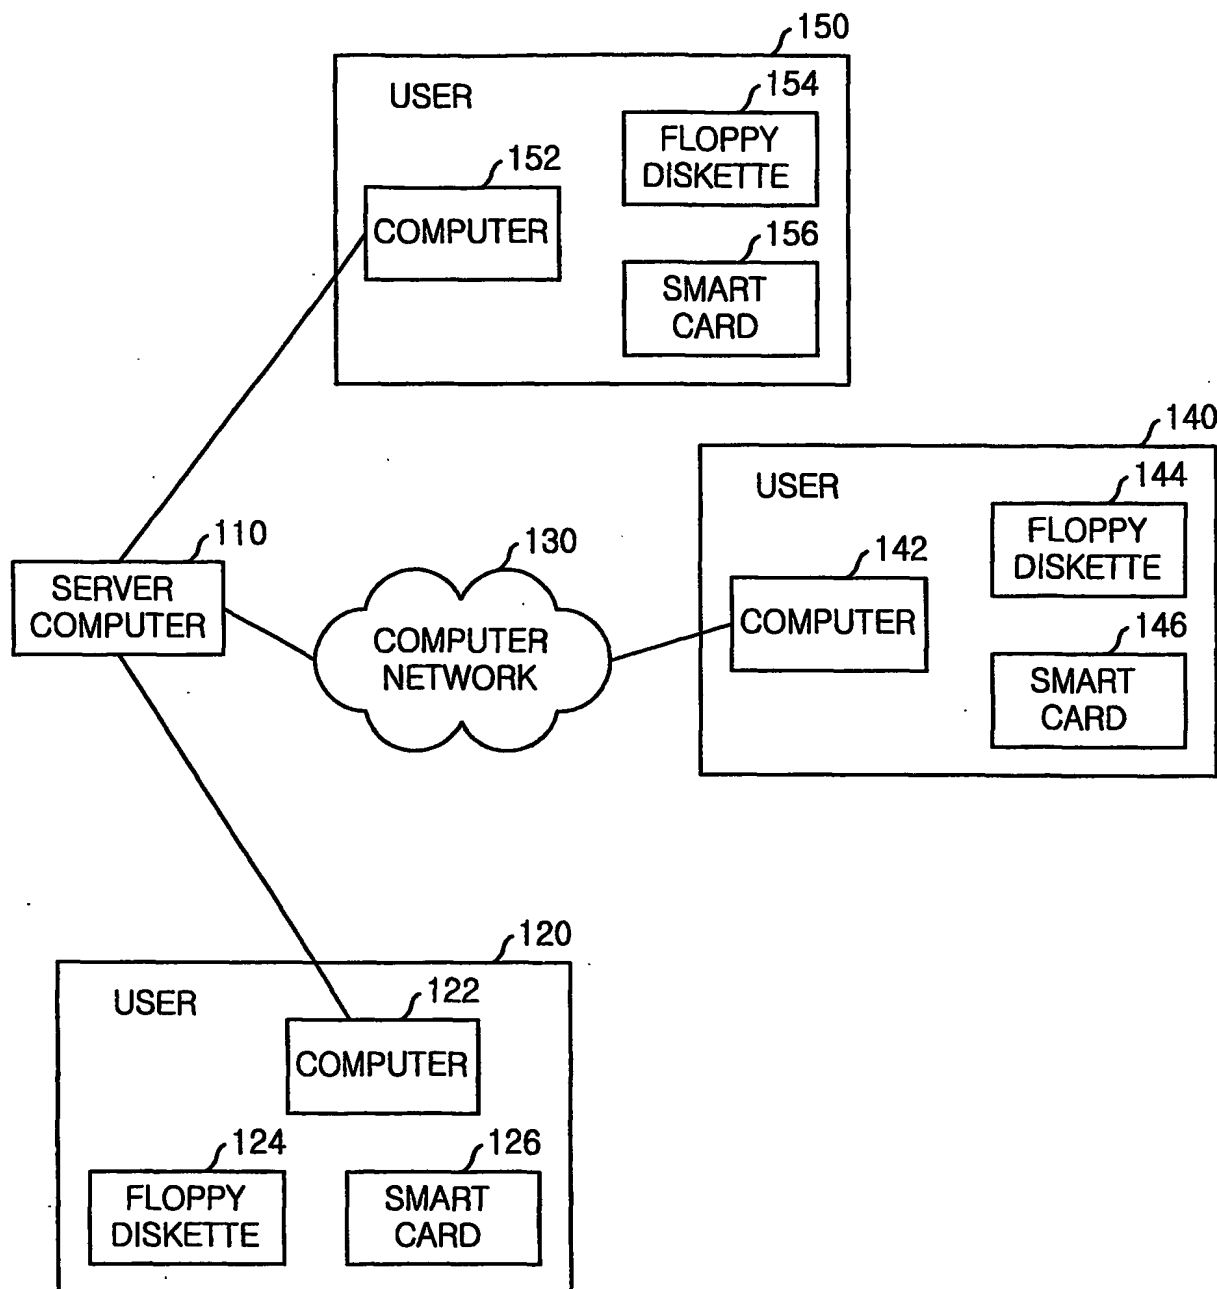 150
USER
154
FLOPPY
DISKETTE
152
COMPUTER
156
SMART
CARD
140
USER
144
FLOPPY
DISKETTE
142
COMPUTER
146
SMART
CARD
110
SERVER
COMPUTER
130
COMPUTER
NETWORK
120
USER
122
COMPUTER
124
FLOPPY
DISKETTE
126
SMART
CARD